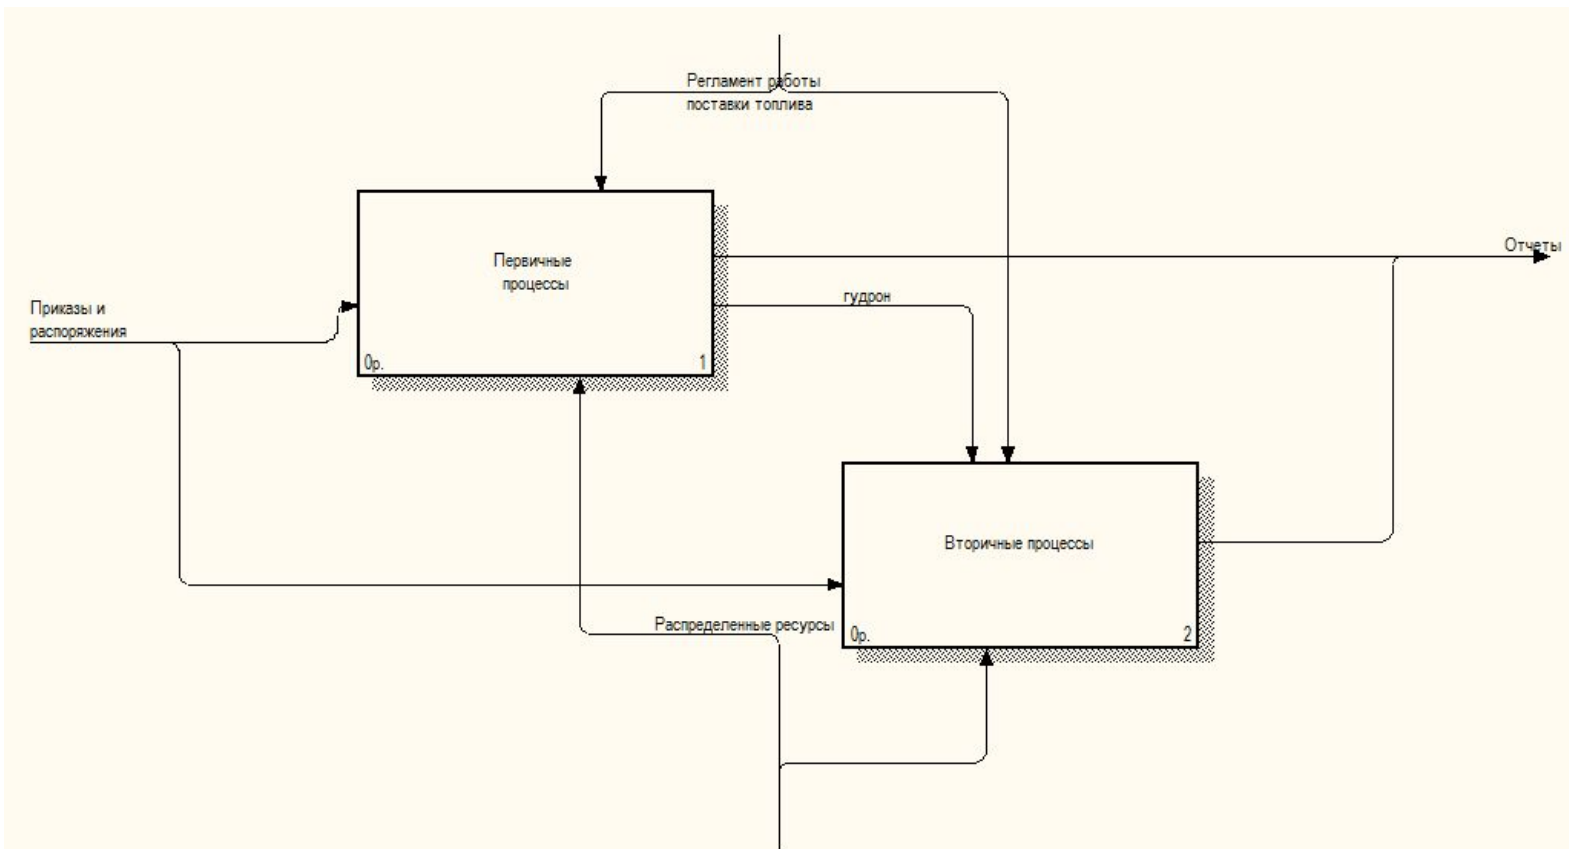 Регламент работы
поставки топлива
Отчеты
Первичные
процессы
гудрон
Приказы и
распоряжения
0р.
1
Вторичные процессы
Распределенные ресурсы
0р.
2